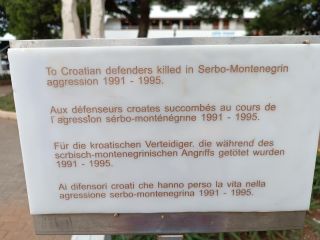 To Croatian defenders killed in Serbo-Montenegrin
aggression 1991 - 1995.
Aux défenseurs croates succombés au cours de
l'agression sérbo-monténégrine 1991 - 1995.
Für die kroatischen Verteidiger, die während des
serbisch-montenegrinischen Angriffs getötet wurden
1991 - 1995.
Ai difensori croati che hanno perso la vita nella
agressione serbo-montenegrina 1991 - 1995.